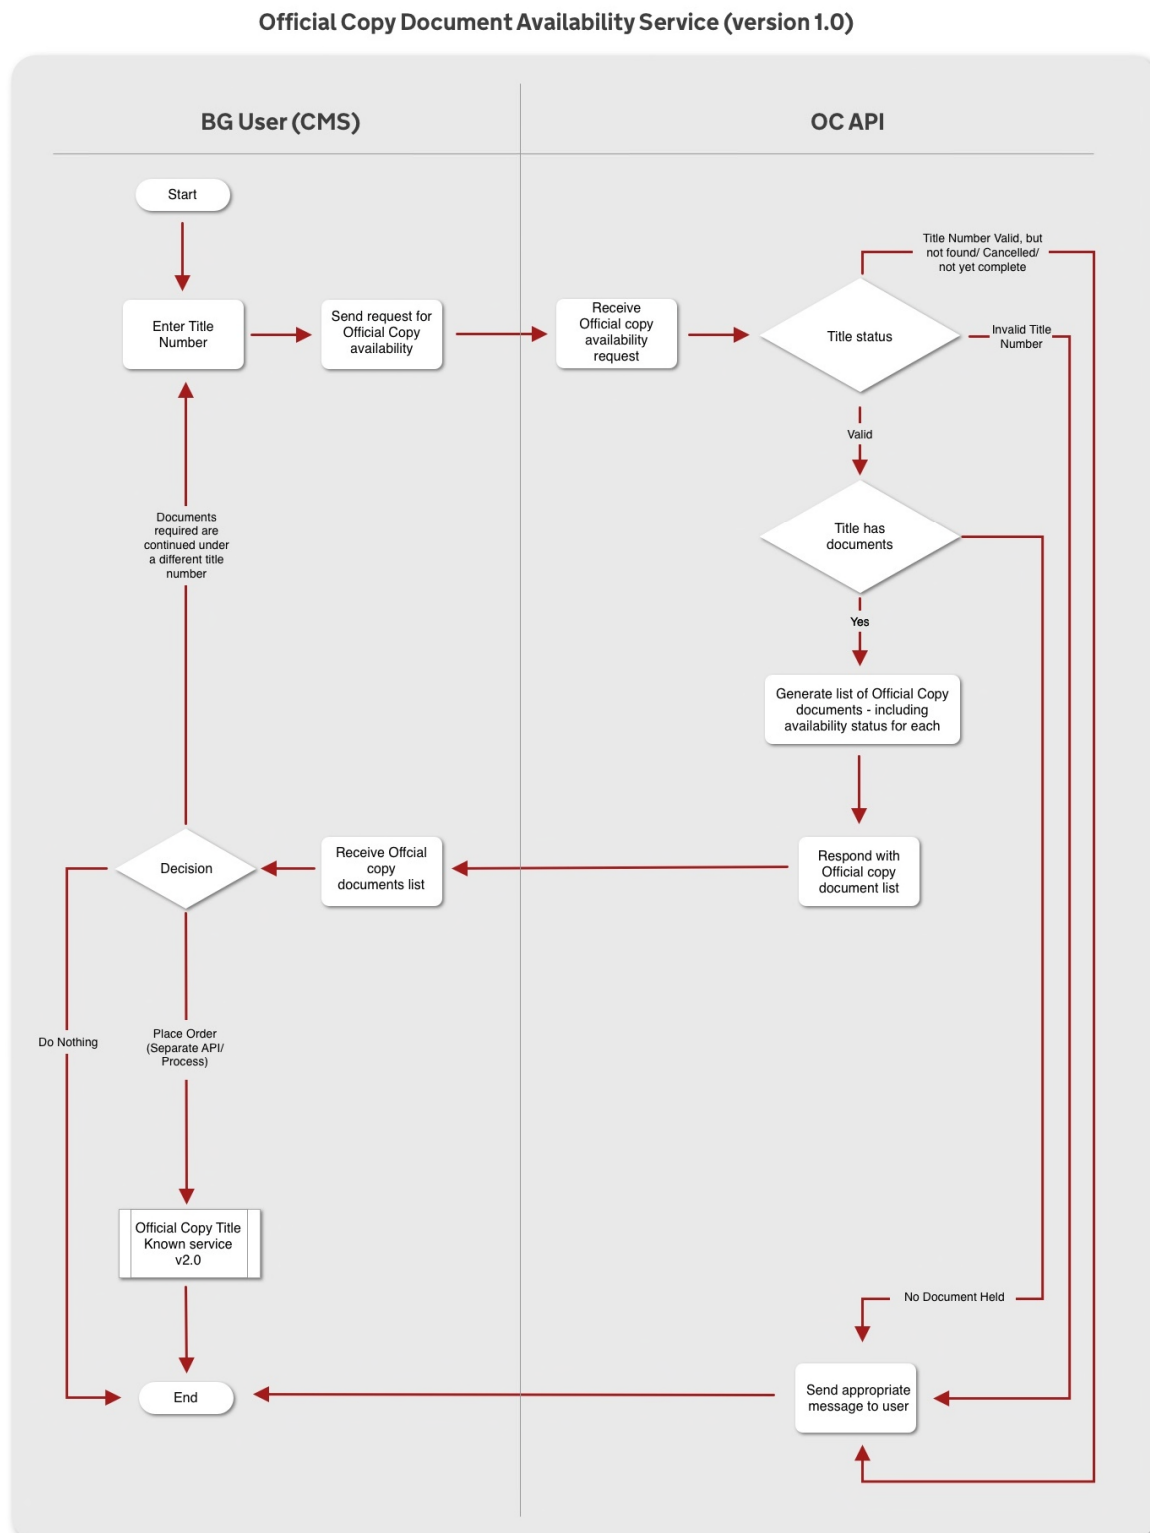 Official Copy Document Availability Service (version 1.0)
BG User (CMS)
OC API
Start
Title Number Valid, but
not found/ Cancelled/
not yet complete
Enter Title
Number
Send request for
Official Copy
availability
Receive
Official copy
availability
request
Title status
Invalid Title
Number
Valid
Documents
required are
continued under
a different title
number
Title has
documents
Yes
Generate list of Official Copy
documents - including
availability status for each
Decision
Receive Offcial
copy
documents list
Respond with
Official copy
document list
Do Nothing
Place Order
(Separate API/
Process)
Official Copy Title
Known service
v2.0
No Document Held
End
Send appropriate
message to user